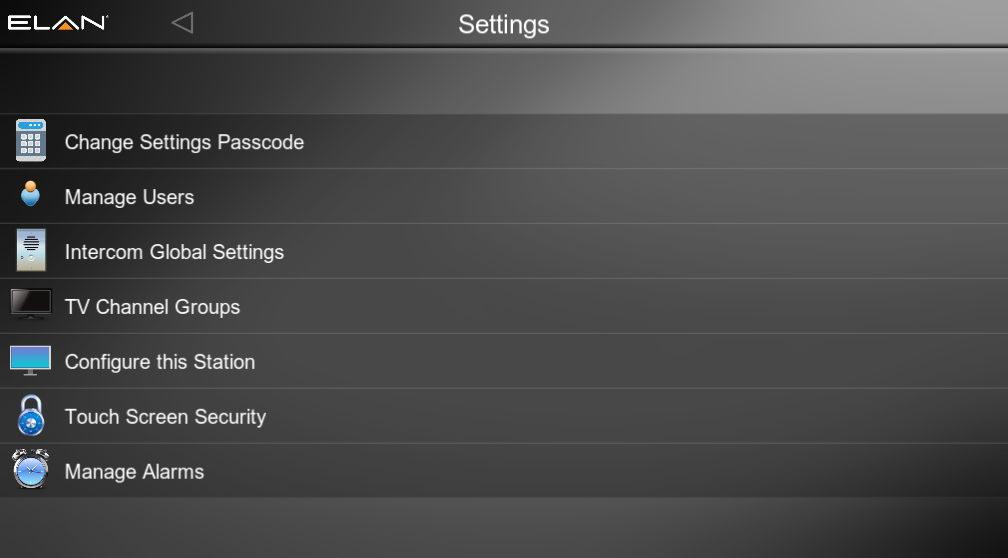 ELAN
Settings
Change Settings Passcode
Manage Users
Intercom Global Settings
TV Channel Groups
Configure this Station
Touch Screen Security
Manage Alarms